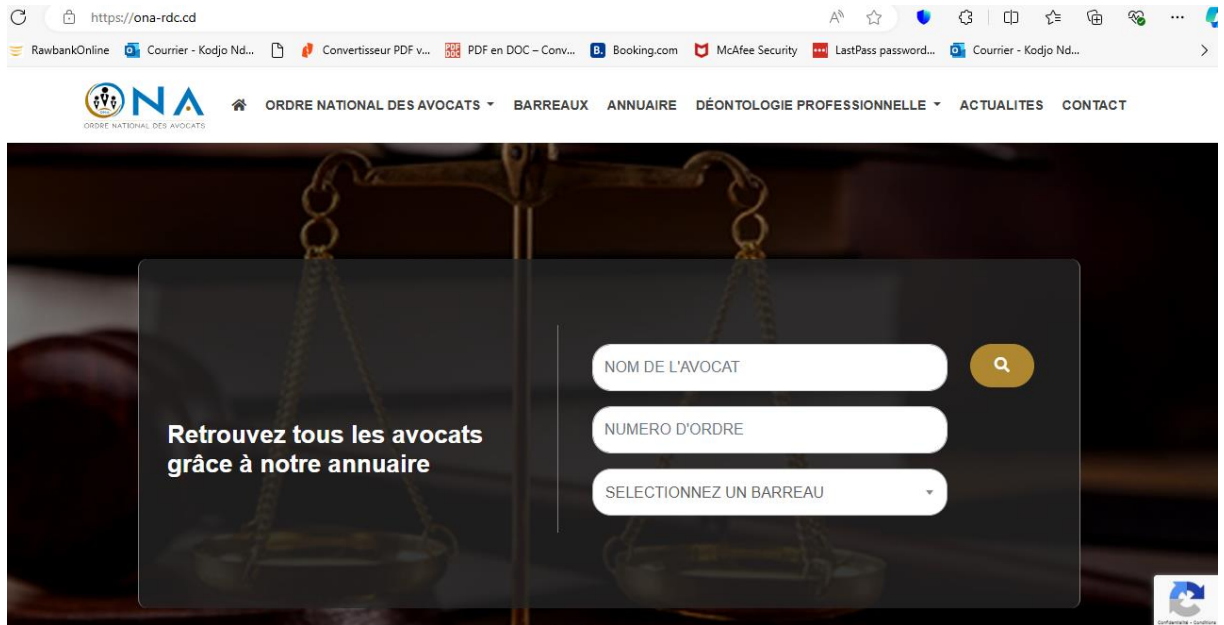 https://ona-rdc.cd
RawbankOnline Courrier - Kodjo Nd... Convertisseur PDF v... PDF en DOC – Conv... Booking.com McAfee Security LastPass password... Courrier - Kodjo Nd...
ONA
ORDRE NATIONAL DES AVOCATS
ORDRE NATIONAL DES AVOCATS BARREAUX ANNUAIRE DÉONTOLOGIE PROFESSIONNELLE ACTUALITES CONTACT
Retrouvez tous les avocats
grâce à notre annuaire
NOM DE L'AVOCAT
NUMERO D'ORDRE
SELECTIONNEZ UN BARREAU
Confidentialité - Conditions